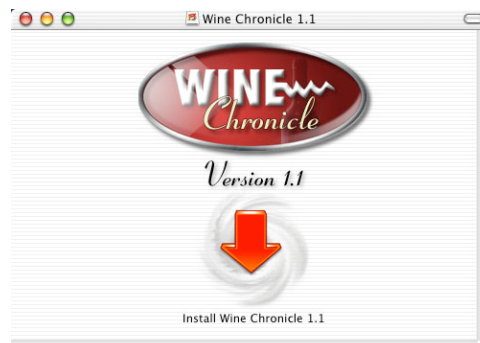 Wine Chronicle 1.1
WINE
Chronicle
Version 1.1
Install Wine Chronicle 1.1